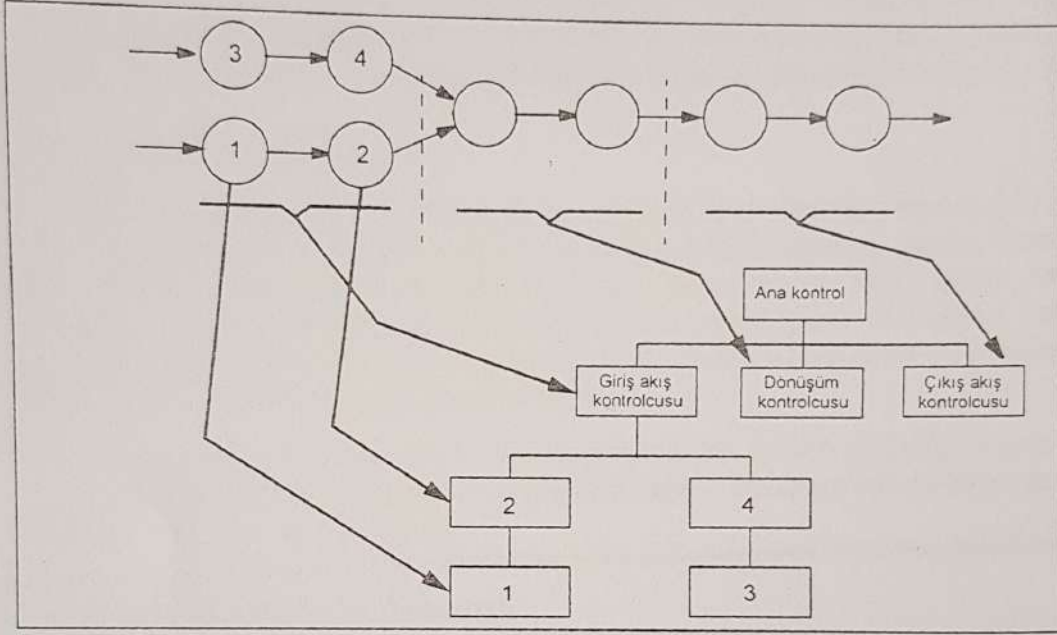 3
4
1
2
Ana kontrol
Giriş akış
kontrolcusu
Dönüşüm
kontrolcusu
Çıkış akış
kontrolcusu
2
4
1
3